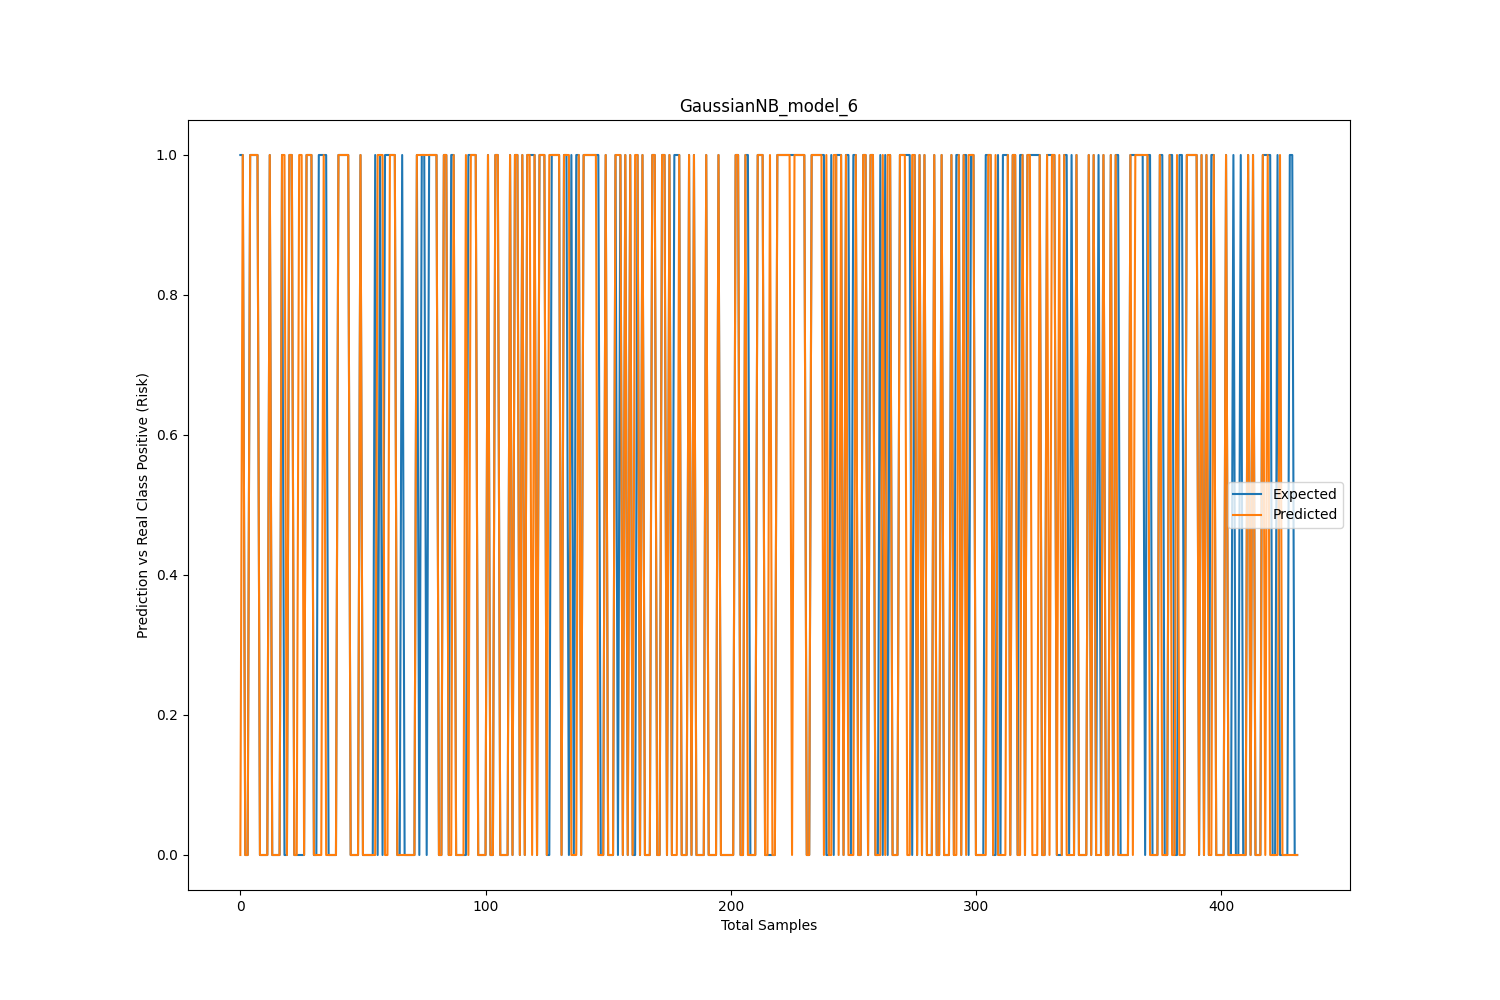 GaussianNB_model_6
1.0
0.8
0.6
0.4
0.2
0.0
Prediction vs Real Class Positive (Risk)
Expected
Predicted
0 100 200 300 400
Total Samples